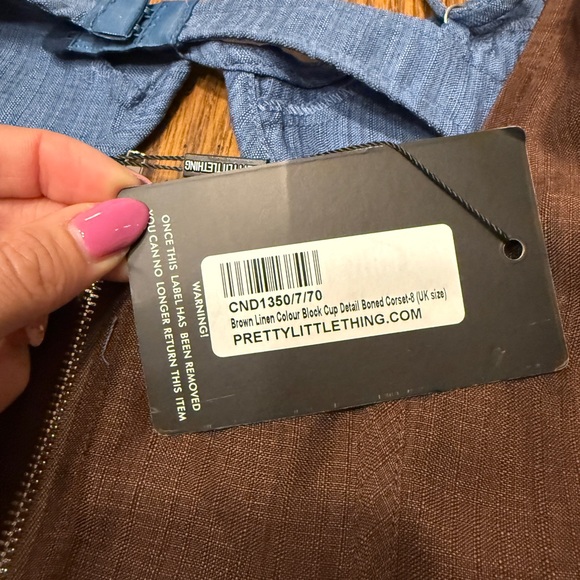 TTLETHING
CND1350/7/70
Brown Linen Colour Block Cup Detail Boned Corset-8 (UK size)
PRETTYLITTLETHING.COM
WARNING!
ONCE THIS LABEL HAS BEEN REMOVED
YOU CAN NO LONGER RETURN THIS ITEM